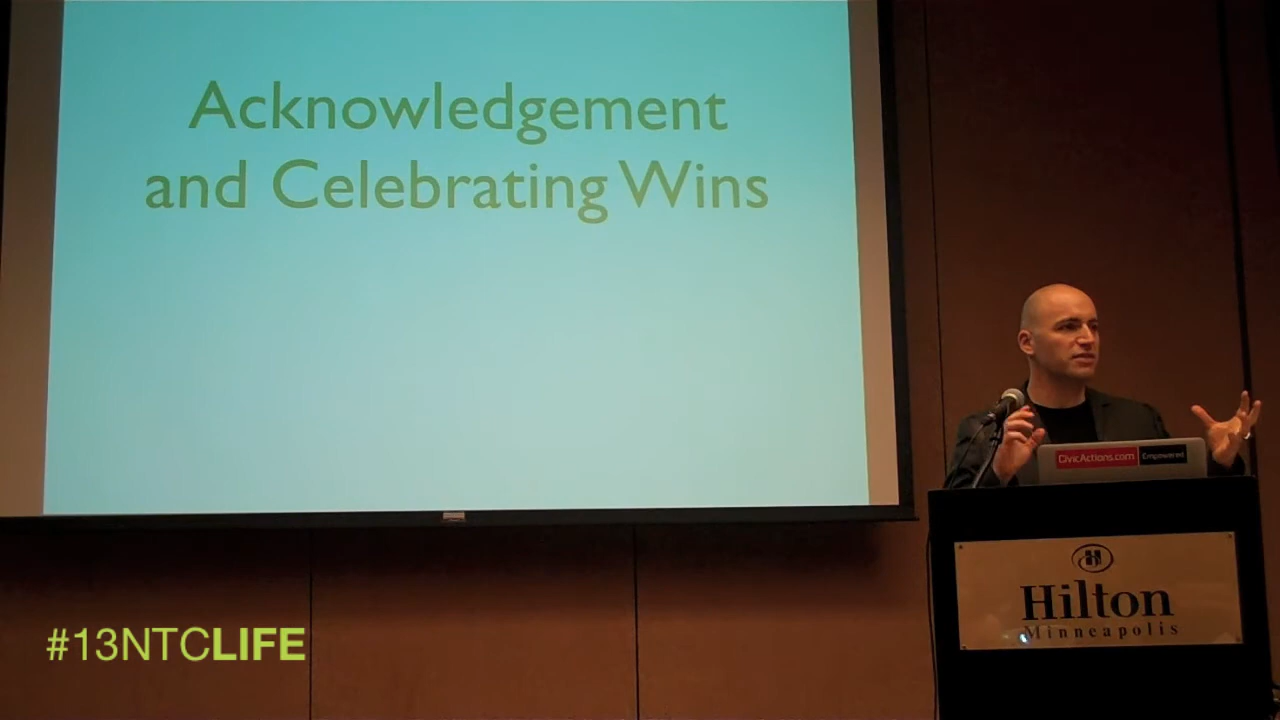 Acknowledgement
and Celebrating Wins
CivicActions.com Empowered
H
Hilton
Minneapolis
#13NTCLIFE